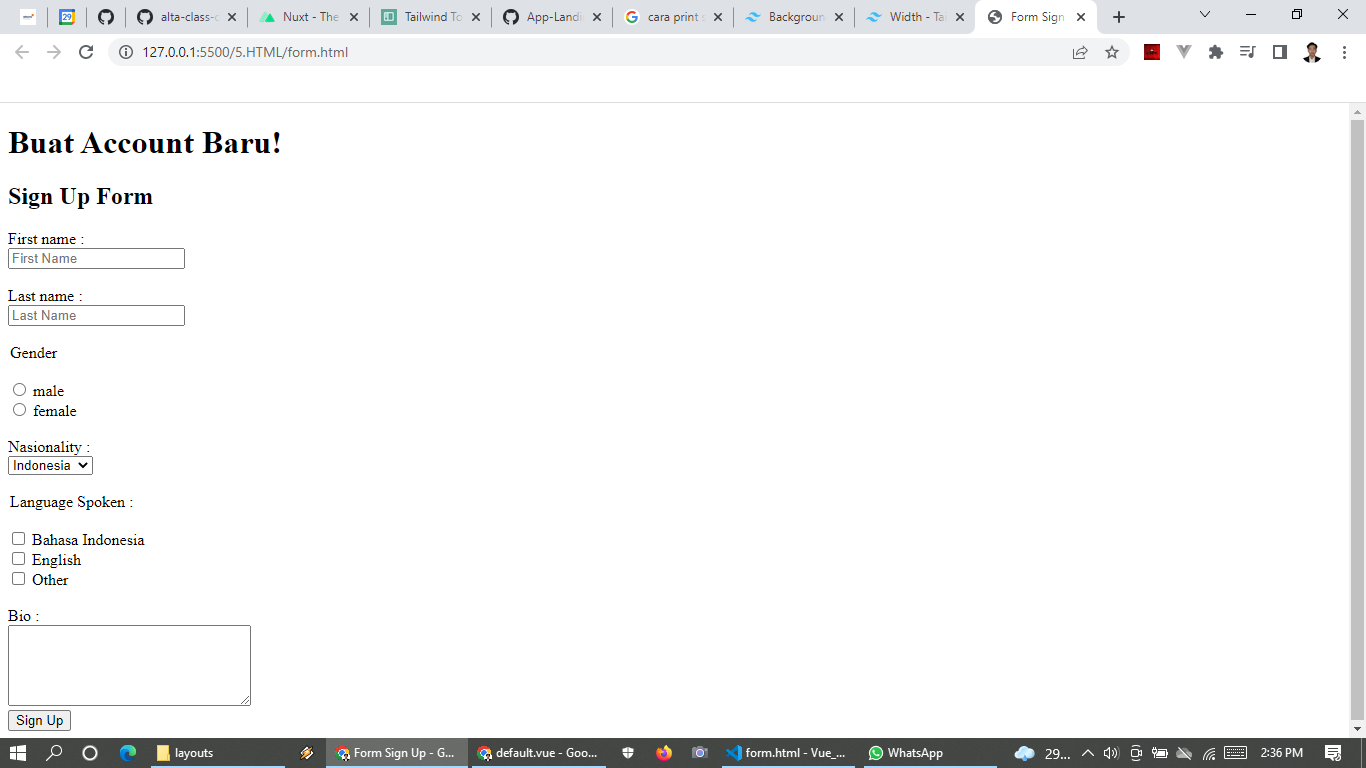 alta-class-c
Nuxt - The
Tailwind To
App-Landi
cara print s
Background
Width - Tai
Form Sign
127.0.0.1:5500/5.HTML/form.html
Buat Account Baru!
Sign Up Form
First name :
First Name
Last name :
Last Name
Gender
male
female
Nasionality :
Indonesia
Language Spoken :
Bahasa Indonesia
English
Other
Bio :
Sign Up
layouts
Form Sign Up - G...
default.vue - Goo...
form.html - Vue_...
WhatsApp
29...
2:36 PM